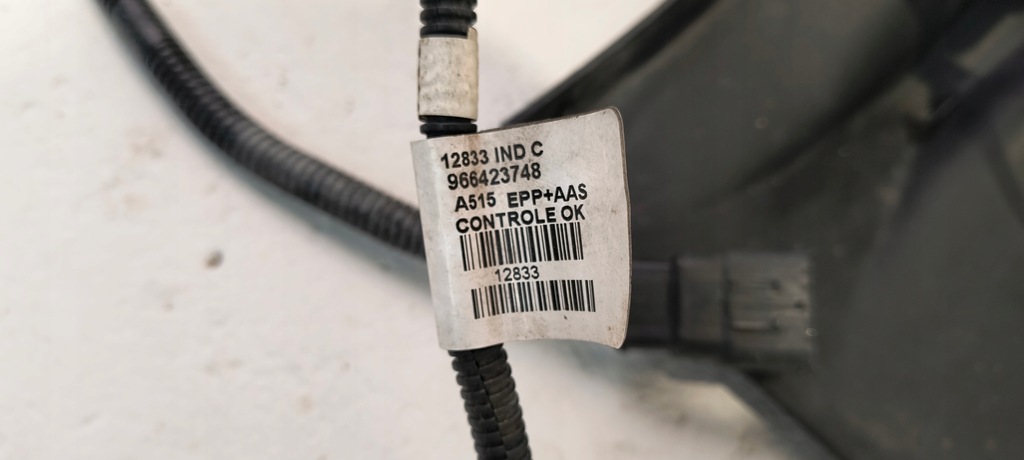 12833 IND C
966423748
A515 EPP+AAS
CONTROLE OK
12833